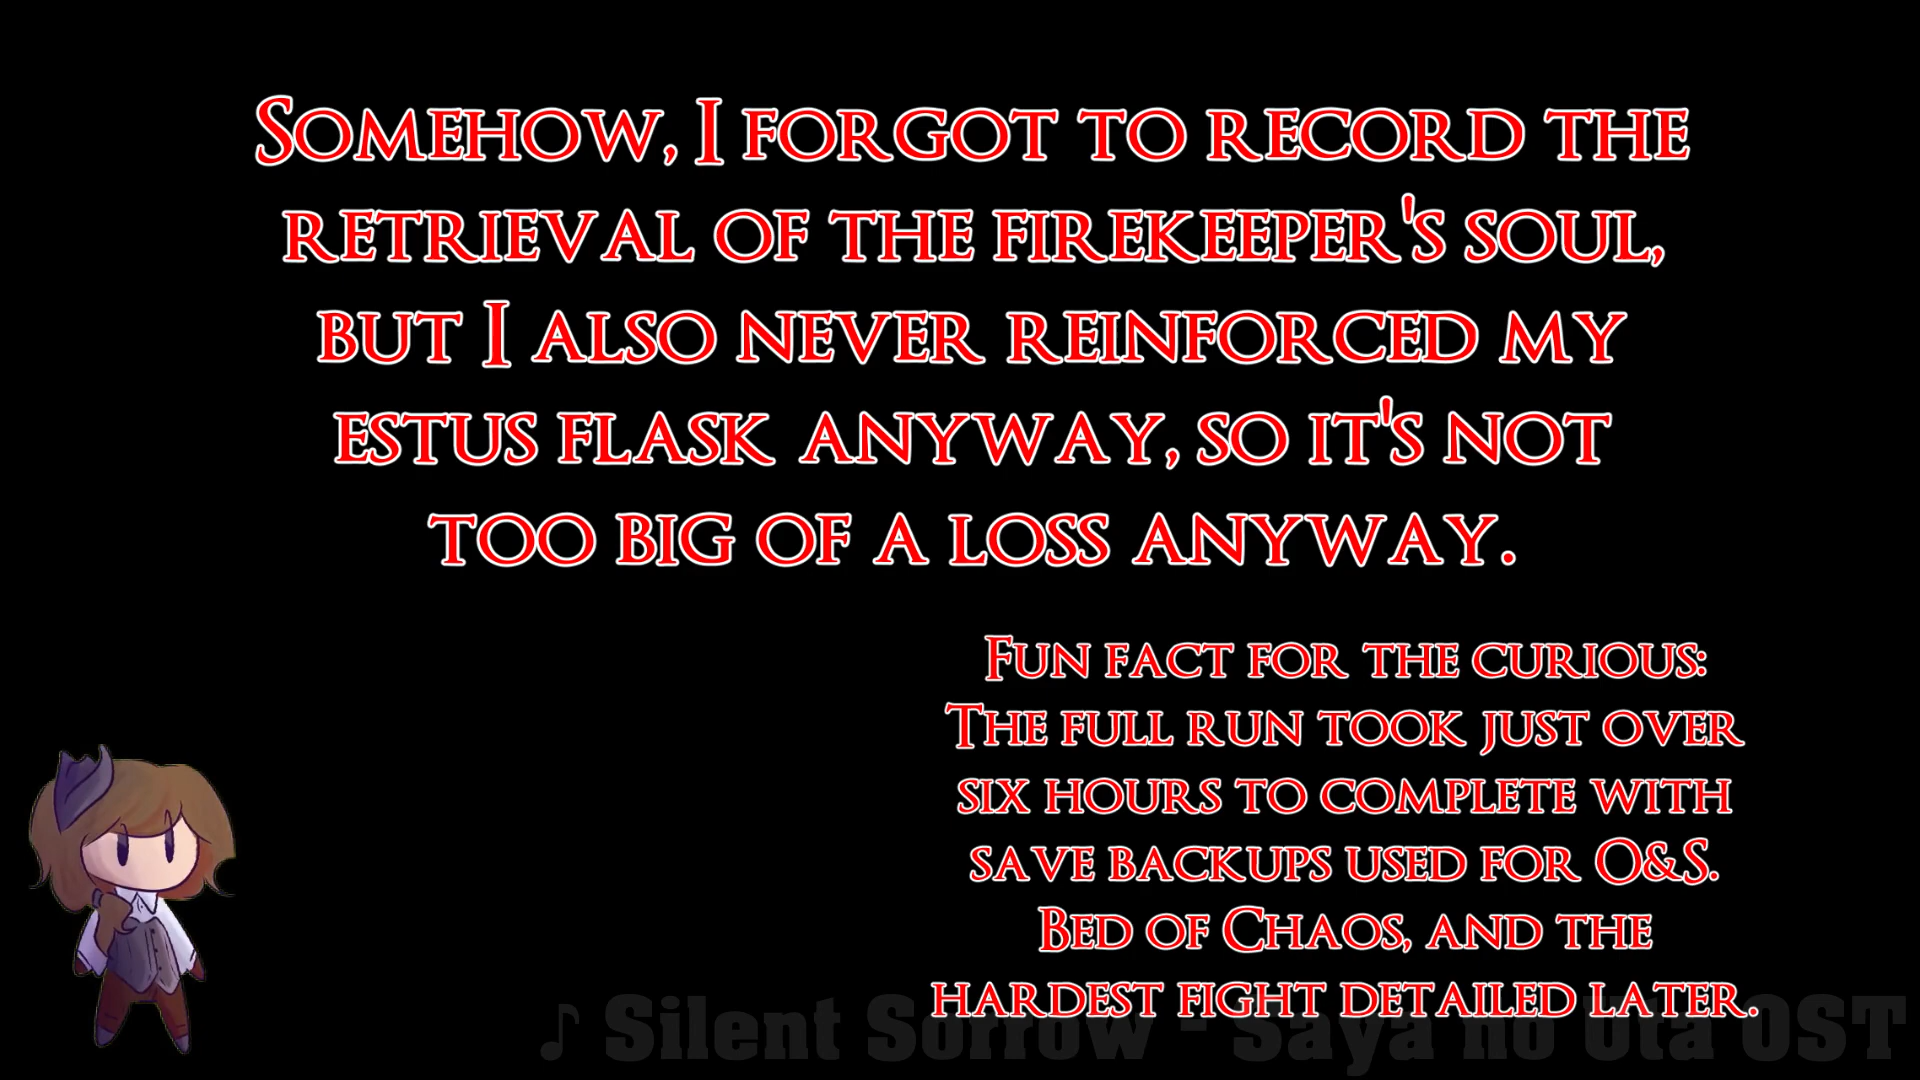 Somehow, I forgot to record the
retrieval of the firekeeper's soul,
but I also never reinforced my
estus flask anyway, so it's not
too big of a loss anyway.
Fun fact for the curious:
The full run took just over
six hours to complete with
save backups used for O&S.
Bed of Chaos, and the
hardest fight detailed later.
♪ Silent Sorrow - Saya no Uta OST